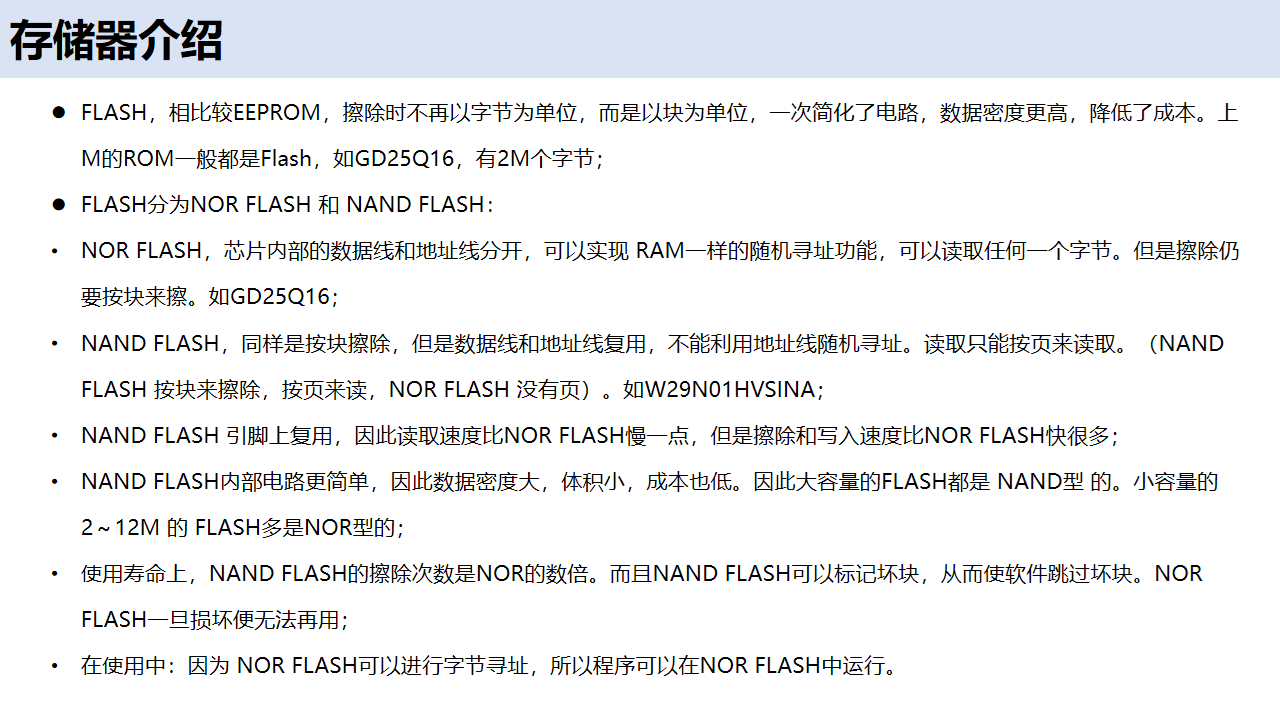 存储器介绍
● FLASH，相比较EEPROM，擦除时不再以字节为单位，而是以块为单位，一次简化了电路，数据密度更高，降低了成本。上
M的ROM一般都是Flash，如GD25Q16，有2M个字节；
● FLASH分为NOR FLASH 和 NAND FLASH：
• NOR FLASH，芯片内部的数据线和地址线分开，可以实现 RAM一样的随机寻址功能，可以读取任何一个字节。但是擦除仍
要按块来擦。如GD25Q16；
• NAND FLASH，同样是按块擦除，但是数据线和地址线复用，不能利用地址线随机寻址。读取只能按页来读取。（NAND
FLASH 按块来擦除，按页来读，NOR FLASH 没有页）。如W29N01HVSINA；
• NAND FLASH 引脚上复用，因此读取速度比NOR FLASH慢一点，但是擦除和写入速度比NOR FLASH快很多；
• NAND FLASH内部电路更简单，因此数据密度大，体积小，成本也低。因此大容量的FLASH都是 NAND型 的。小容量的
2～12M 的 FLASH多是NOR型的；
• 使用寿命上，NAND FLASH的擦除次数是NOR的数倍。而且NAND FLASH可以标记坏块，从而使软件跳过坏块。NOR
FLASH一旦损坏便无法再用；
• 在使用中：因为 NOR FLASH可以进行字节寻址，所以程序可以在NOR FLASH中运行。